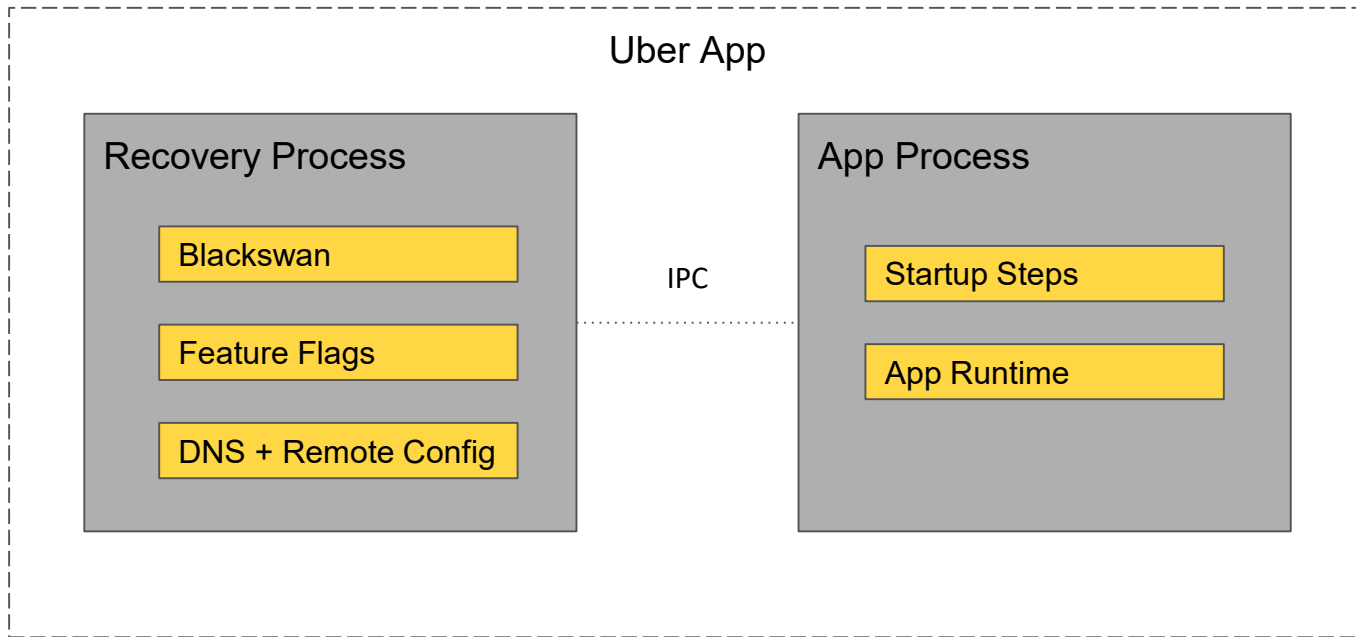 Uber App
Recovery Process
Blackswan
Feature Flags
DNS + Remote Config
IPC
App Process
Startup Steps
App Runtime